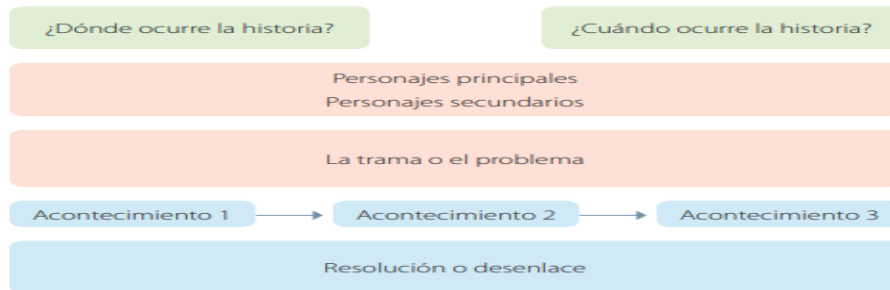 ¿Dónde ocurre la historia?
¿Cuándo ocurre la historia?
Personajes principales
Personajes secundarios
La trama o el problema
Acontecimiento 1
Acontecimiento 2
Acontecimiento 3
Resolución o desenlace